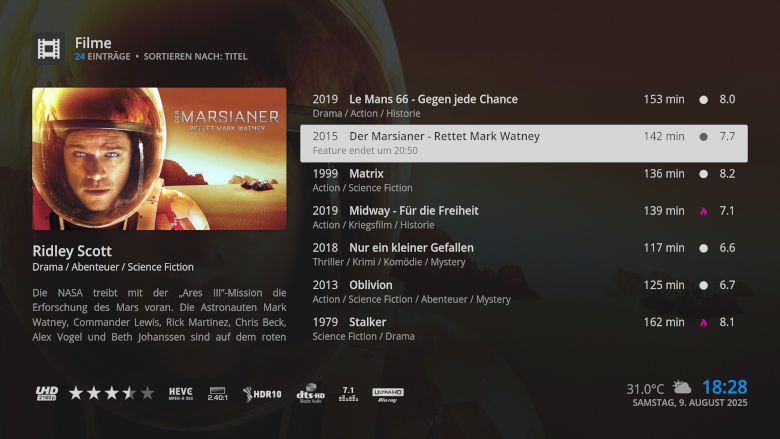 Filme
24 EINTRÄGE • SORTIEREN NACH: TITEL
DER MARSIANER
RETTET MARK WATNEY
Ridley Scott
Drama / Abenteuer / Science Fiction
Die NASA treibt mit der „Ares III"-Mission die
Erforschung des Mars voran. Die Astronauten Mark
Watney, Commander Lewis, Rick Martinez, Chris Beck,
Alex Vogel und Beth Johanssen sind auf dem roten
2019 Le Mans 66 - Gegen jede Chance 153 min 8.0
Drama / Action / Historie
2015 Der Marsianer - Rettet Mark Watney 142 min 7.7
Feature endet um 20:50
1999 Matrix 136 min 8.2
Action / Science Fiction
2019 Midway - Für die Freiheit 139 min 7.1
Action / Kriegsfilm / Historie
2018 Nur ein kleiner Gefallen 117 min 6.6
Thriller / Krimi / Komödie / Mystery
2013 Oblivion 125 min 6.7
Action / Science Fiction / Abenteuer / Mystery
1979 Stalker 162 min 8.1
Science Fiction / Drama
UHD
2160p
HEVC
MPEG-H 265
2.40:1
HDR10
dts-HD
Master Audio
7.1
ULTRA HD
Blu-ray
31.0°C 18:28
SAMSTAG, 9. AUGUST 2025